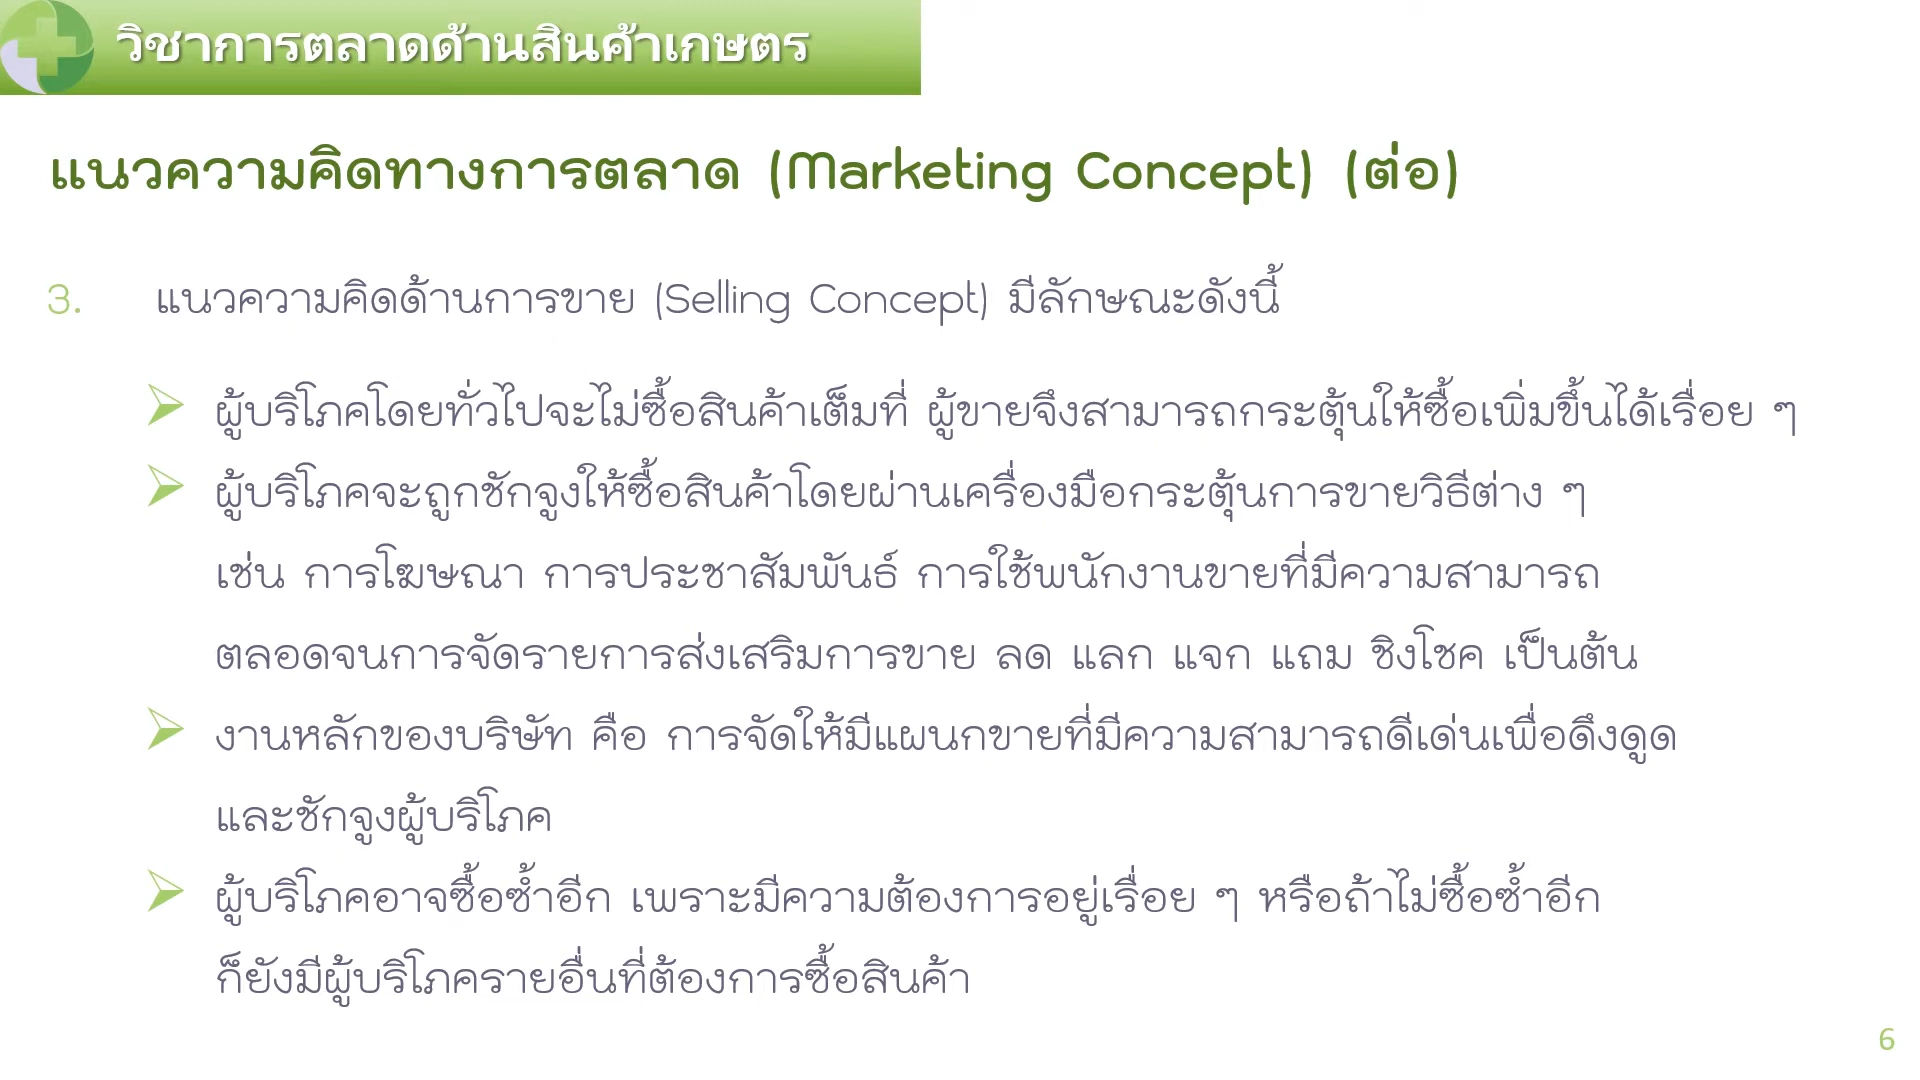 วิชาการตลาดด้านสินค้าเกษตร
แนวความคิดทางการตลาด (Marketing Concept) (ต่อ)
3. แนวความคิดด้านการขาย (Selling Concept) มีลักษณะดังนี้
ผู้บริโภคโดยทั่วไปจะไม่ซื้อสินค้าเต็มที่ ผู้ขายจึงสามารถกระตุ้นให้ซื้อเพิ่มขึ้นได้เรื่อย ๆ
ผู้บริโภคจะถูกชักจูงให้ซื้อสินค้าโดยผ่านเครื่องมือกระตุ้นการขายวิธีต่าง ๆ
เช่น การโฆษณา การประชาสัมพันธ์ การใช้พนักงานขายที่มีความสามารถ
ตลอดจนการจัดรายการส่งเสริมการขาย ลด แลก แจก แถม ชิงโชค เป็นต้น
งานหลักของบริษัท คือ การจัดให้มีแผนกขายที่มีความสามารถดีเด่นเพื่อดึงดูด
และชักจูงผู้บริโภค
ผู้บริโภคอาจซื้อซ้ำอีก เพราะมีความต้องการอยู่เรื่อย ๆ หรือถ้าไม่ซื้อซ้ำอีก
ก็ยังมีผู้บริโภครายอื่นที่ต้องการซื้อสินค้า
6